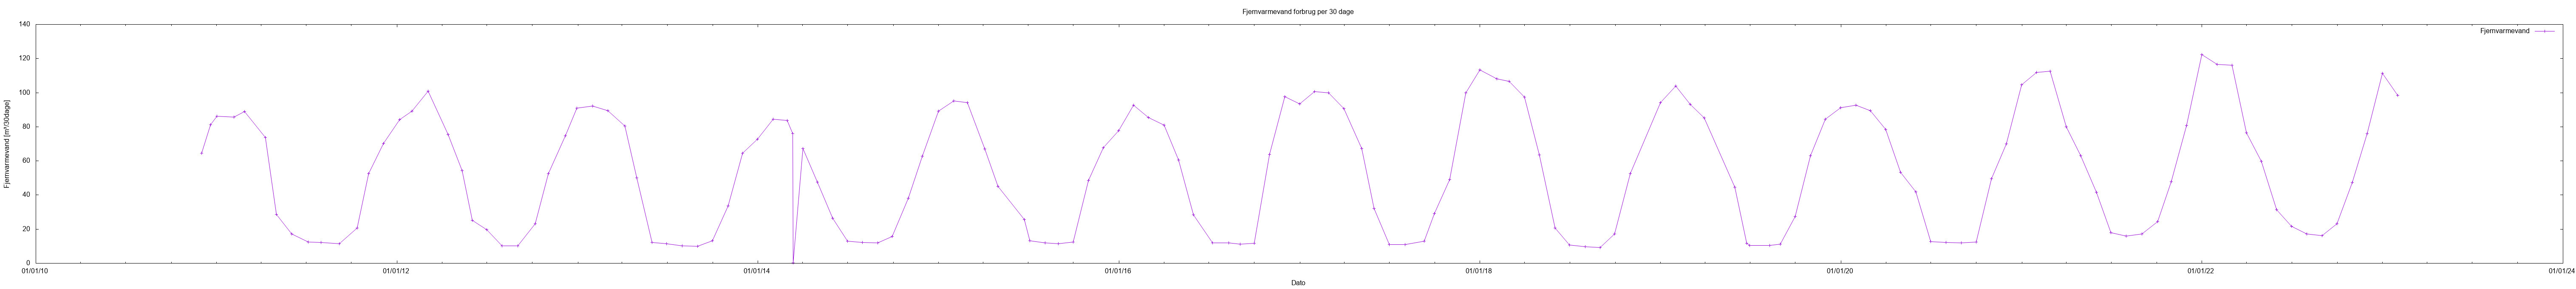 Fjernvarmevand forbrug per 30 dage
140
Fjernvarmevand
120
100
80
60
40
20
0
Fjernvarmevand [m³/30dage]
01/01/10 01/01/12 01/01/14 01/01/16 01/01/18 01/01/20 01/01/22 01/01/24
Dato